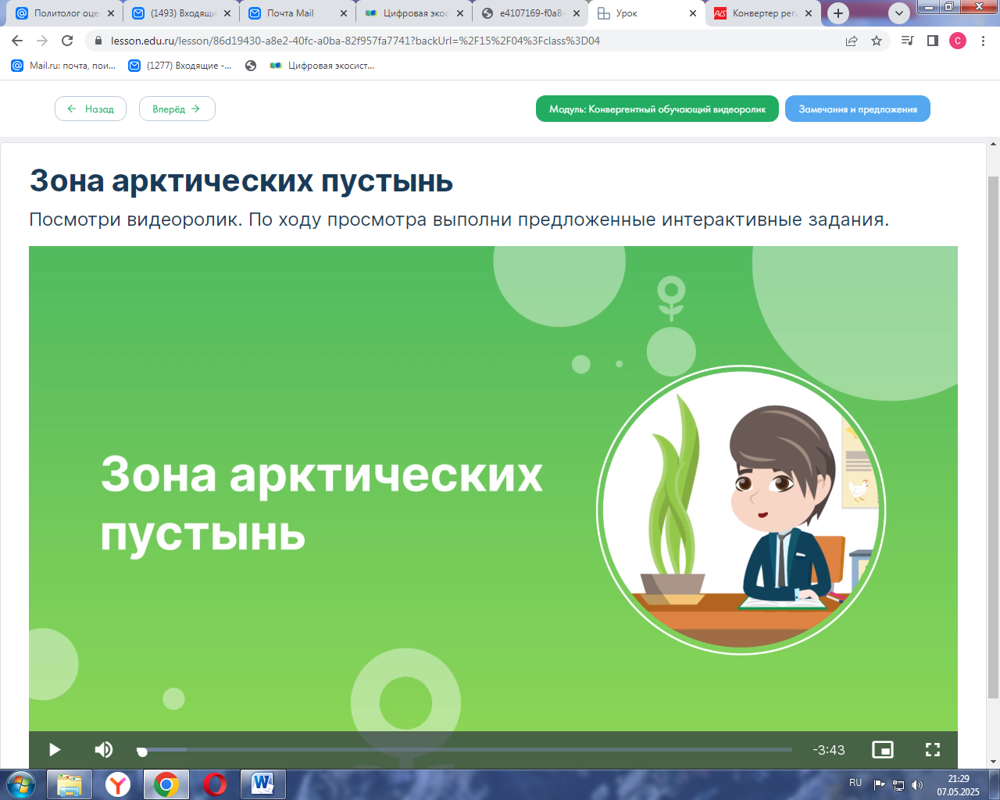 Политолог оцен
(1493) Входящи
Почта Mail
Цифровая экос
e4107169-f0a8-
Урок
Конвертер реги
lesson.edu.ru/lesson/86d19430-a8e2-40fc-a0ba-82f957fa7741?backUrl=%2F15%2F04%3Fclass%3D04
С
Mail.ru: почта, пои...
(1277) Входящие -...
Цифровая экосист...
Назад
Вперёд
Модуль: Конвергентный обучающий видеоролик
Замечания и предложения
Зона арктических пустынь
Посмотри видеоролик. По ходу просмотра выполни предложенные интерактивные задания.
Зона арктических
пустынь
-3:43
RU
21:29
07.05.2025